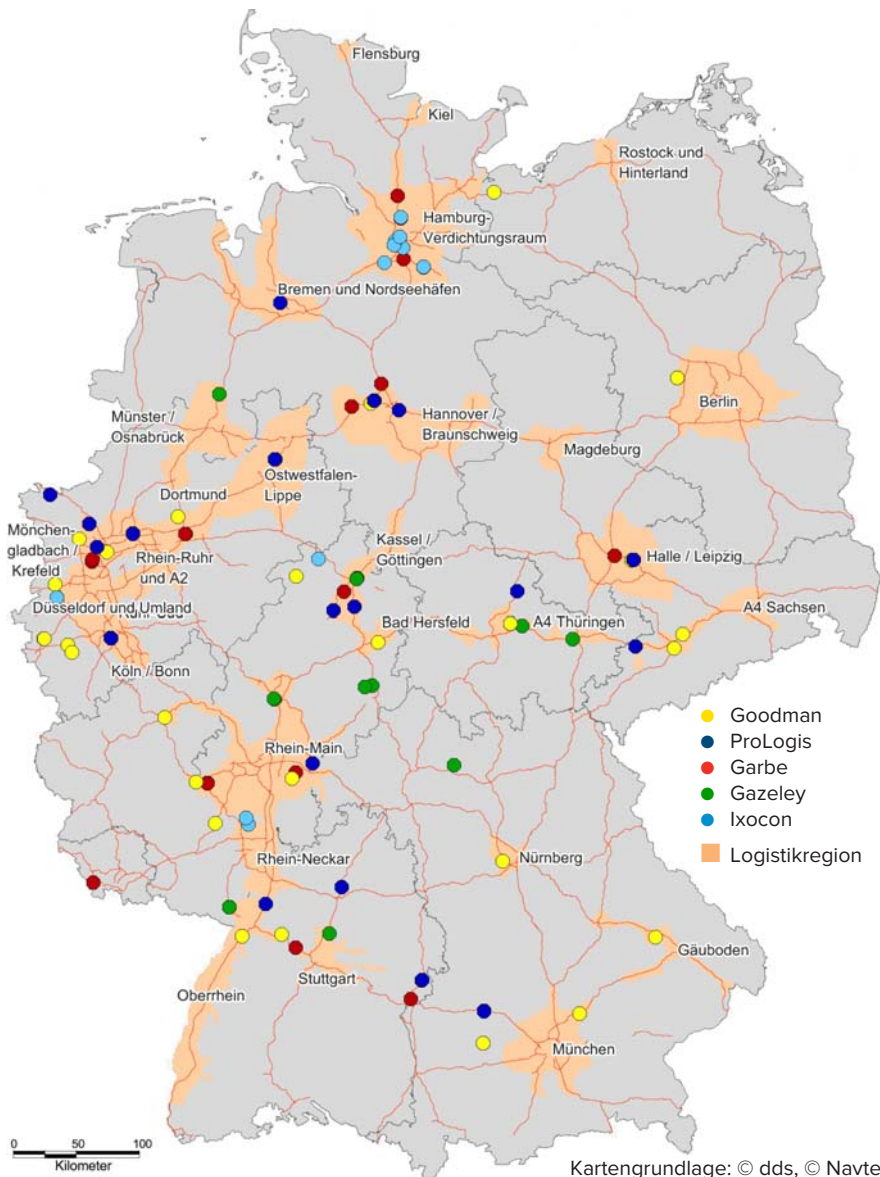 Flensburg
Kiel
Rostock und
Hinterland
Hamburg-
Verdichtungsraum
Bremen und Nordseehäfen
Münster /
Osnabrück
Hannover /
Braunschweig
Berlin
Magdeburg
Ostwestfalen-
Lippe
Dortmund
Mönchen-
gladbach /
Krefeld
Rhein-Ruhr
und A2
Kassel /
Göttingen
Halle / Leipzig
Düsseldorf und Umland
Bad Hersfeld
A4 Thüringen
A4 Sachsen
Köln / Bonn
Goodman
ProLogis
Garbe
Gazeley
Ixocon
Logistikregion
Rhein-Main
Rhein-Neckar
Nürnberg
Gäuboden
Stuttgart
Oberrhein
München
0 50 100
Kilometer
Kartengrundlage: © dds, © Navte